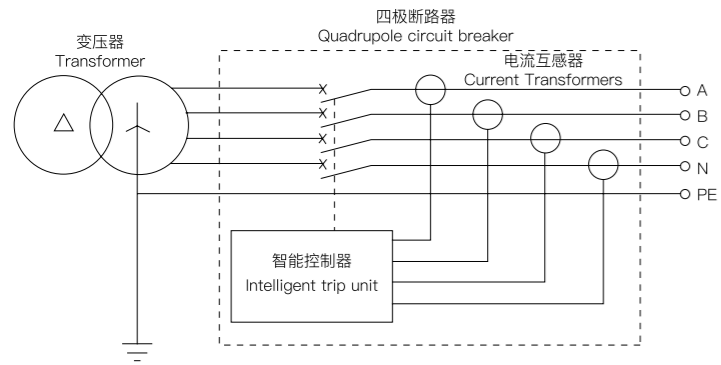 四极断路器
Quadrupole circuit breaker
变压器
Transformer
电流互感器
Current Transformers
A
B
C
N
PE
智能控制器
Intelligent trip unit